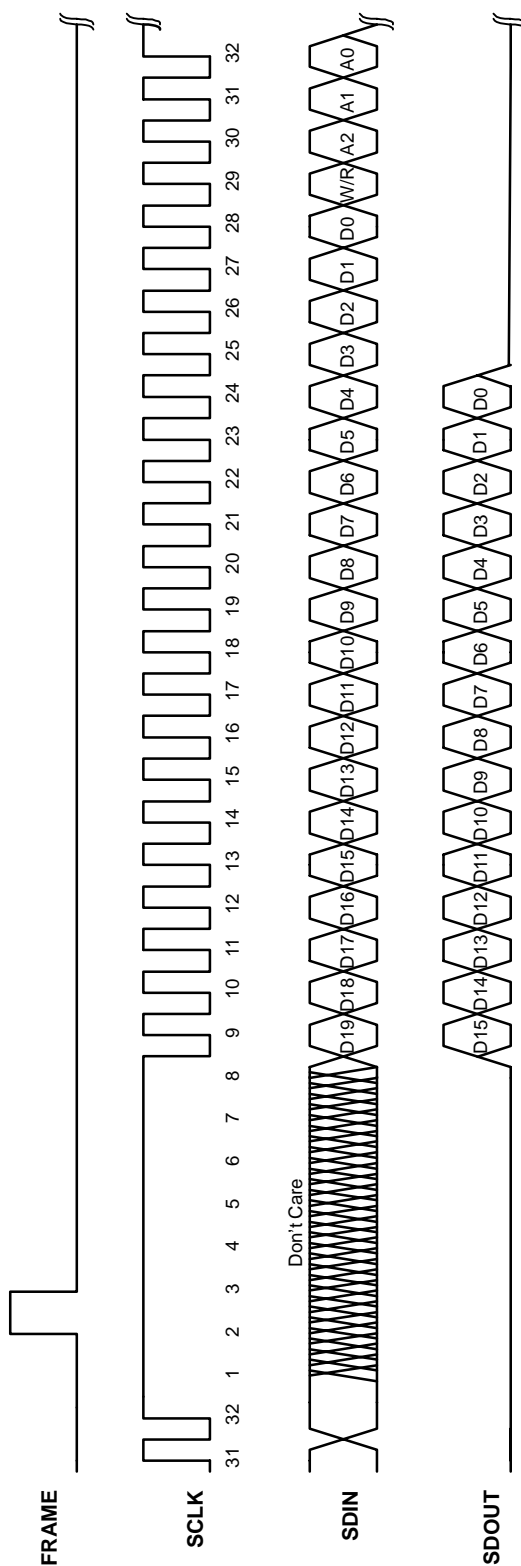 FRAME
SCLK
31 32 1 2 3 4 5 6 7 8 9 10 11 12 13 14 15 16 17 18 19 20 21 22 23 24 25 26 27 28 29 30 31 32
Don't Care
SDIN
D19 D18 D17 D16 D15 D14 D13 D12 D11 D10 D9 D8 D7 D6 D5 D4 D3 D2 D1 D0 W/R A2 A1 A0
SDOUT
D15 D14 D13 D12 D11 D10 D9 D8 D7 D6 D5 D4 D3 D2 D1 D0